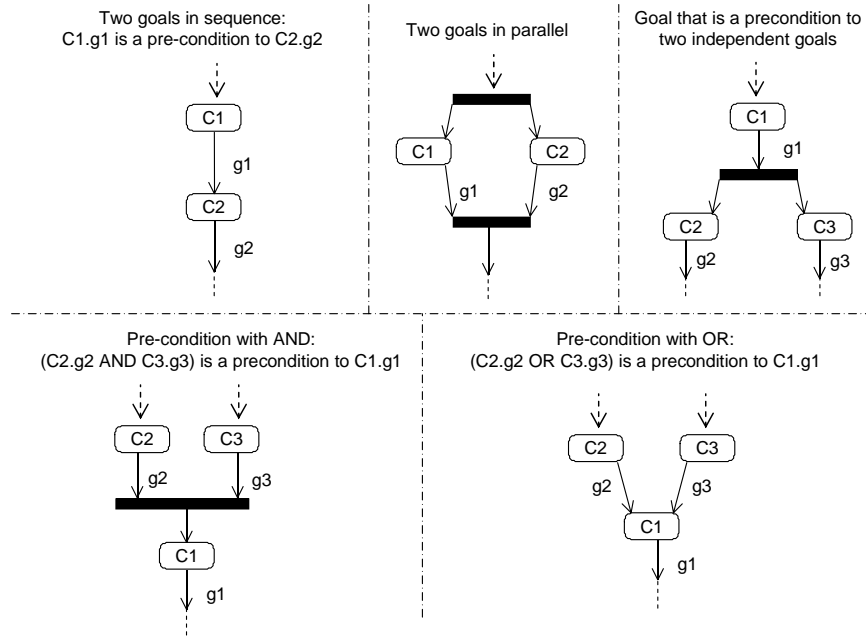 Two goals in sequence:
C1.g1 is a pre-condition to C2.g2
C1
g1
C2
g2
Two goals in parallel
C1
C2
g1
g2
Goal that is a precondition to
two independent goals
C1
g1
C2
C3
g2
g3
Pre-condition with AND:
(C2.g2 AND C3.g3) is a precondition to C1.g1
C2
C3
g2
g3
C1
g1
Pre-condition with OR:
(C2.g2 OR C3.g3) is a precondition to C1.g1
C2
C3
g2
g3
C1
g1